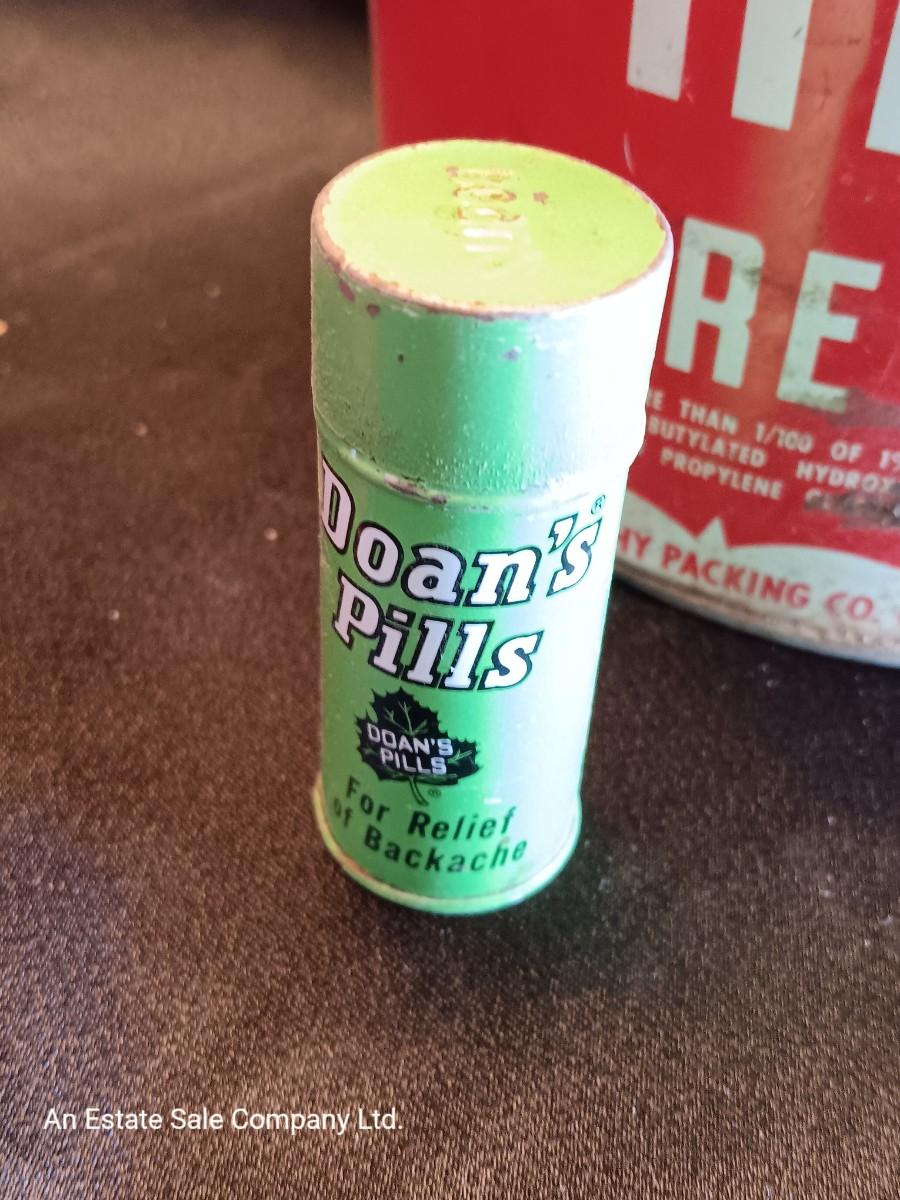 Doan's®
Pills
DOAN'S
PILLS
®
For Relief
of Backache
RE
THAN 1/100 OF 1%
BUTYLATED
PROPYLENE
PACKING CO.
An Estate Sale Company Ltd.